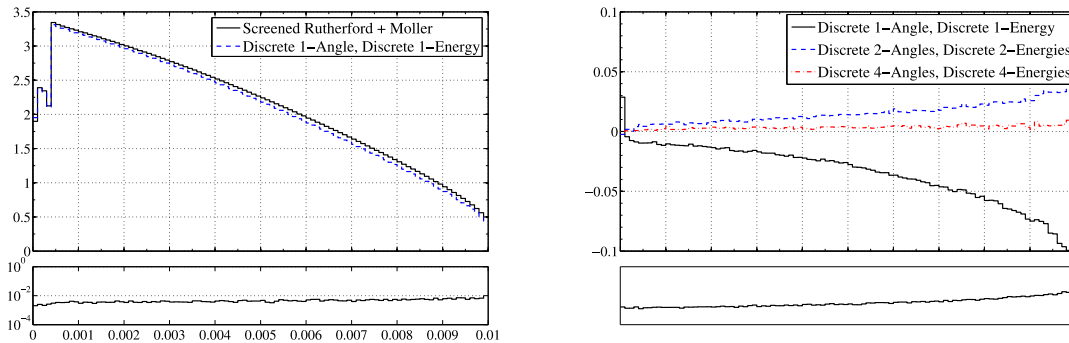 3.5
3
2.5
2
1.5
1
0.5
0
Screened Rutherford + Moller
Discrete 1−Angle, Discrete 1−Energy
10^0
10^−2
10^−4
0 0.001 0.002 0.003 0.004 0.005 0.006 0.007 0.008 0.009 0.01
0.1
0.05
0
−0.05
−0.1
Discrete 1−Angle, Discrete 1−Energy
Discrete 2−Angles, Discrete 2−Energies
Discrete 4−Angles, Discrete 4−Energies